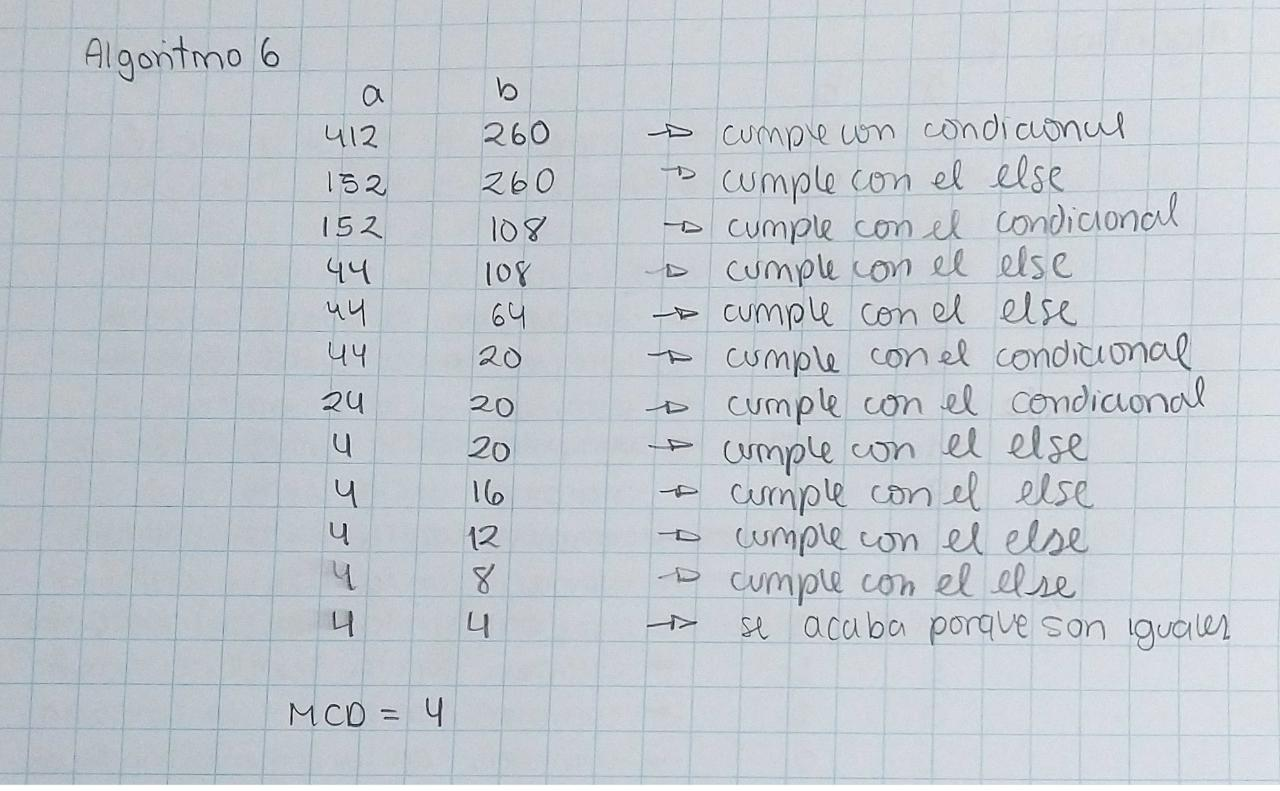 Algoritmo 6
a b
412 260 → cumple con condicional
152 260 → cumple con el else
152 108 → cumple con el condicional
44 108 → cumple con el else
44 64 → cumple con el else
44 20 → cumple con el condicional
24 20 → cumple con el condicional
4 20 → cumple con el else
4 16 → cumple con el else
4 12 → cumple con el else
4 8 → cumple con el else
4 4 → se acaba porque son iguales
MCD = 4